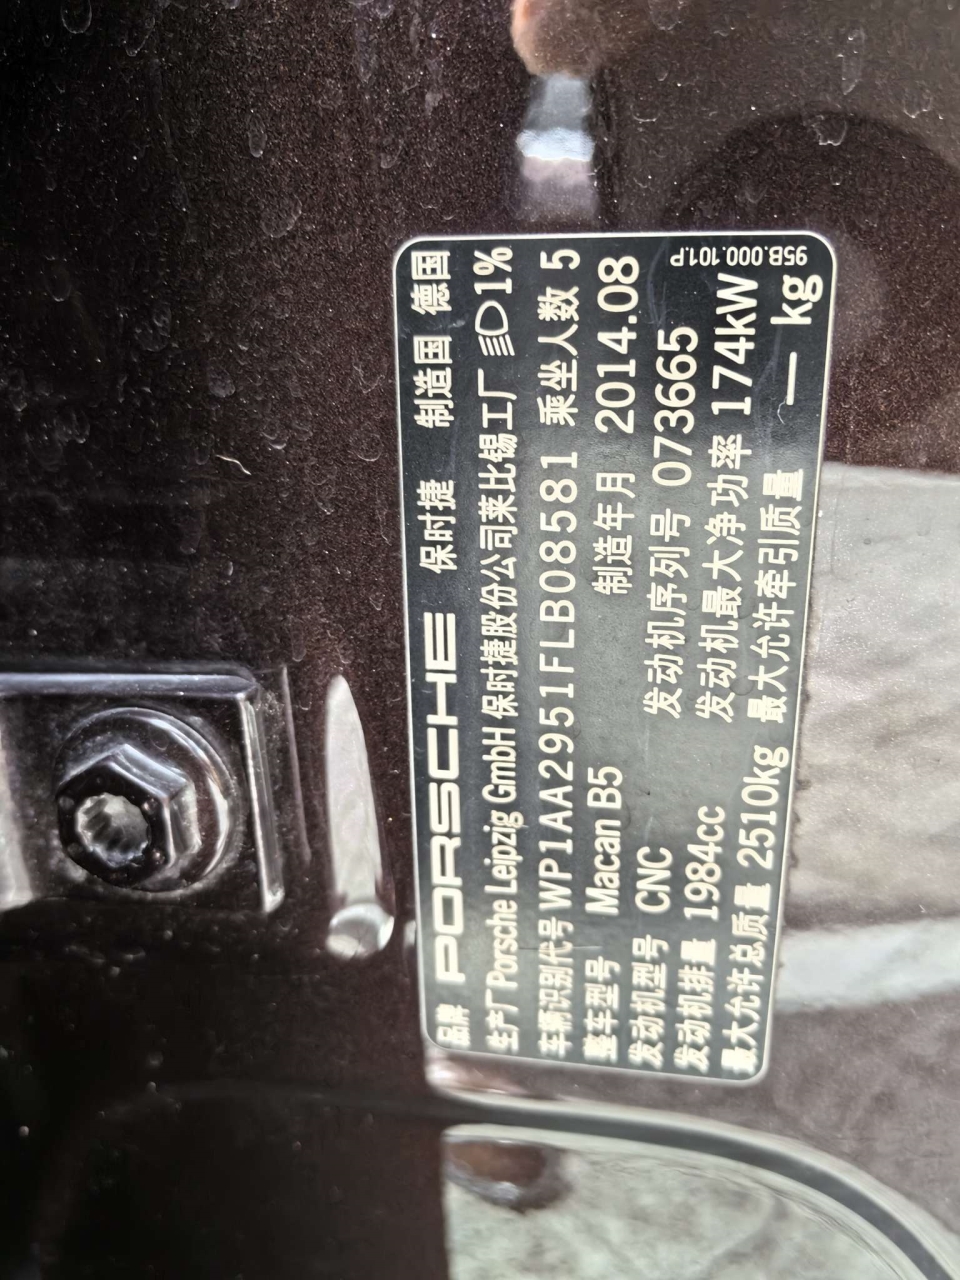 品牌 PORSCHE 保时捷 制造国 德国
生产厂 Porsche Leipzig GmbH 保时捷股份公司莱比锡工厂 1%
车辆识别代号 WP1AA2951FLB08581 乘坐人数 5
整车型号 Macan B5 制造年月 2014.08
发动机型号 CNC 发动机序列号 073665
发动机排量 1984cc 发动机最大净功率 174kW
最大允许总质量 2510kg 最大允许牵引质量 — kg
95B.000.101.P